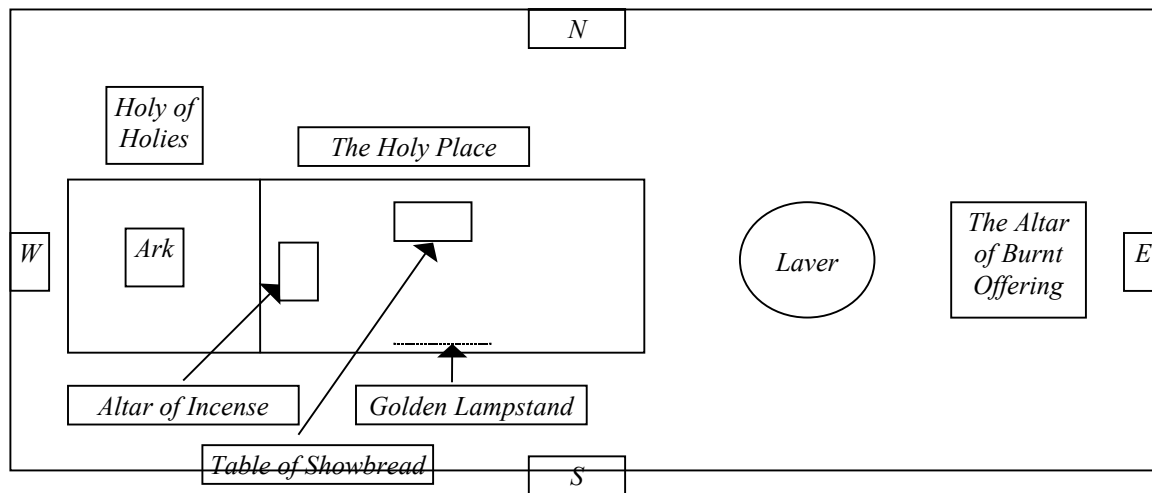 N
Holy of
Holies
The Holy Place
W
Ark
Laver
The Altar
of Burnt
Offering
E
Altar of Incense
Golden Lampstand
Table of Showbread
S